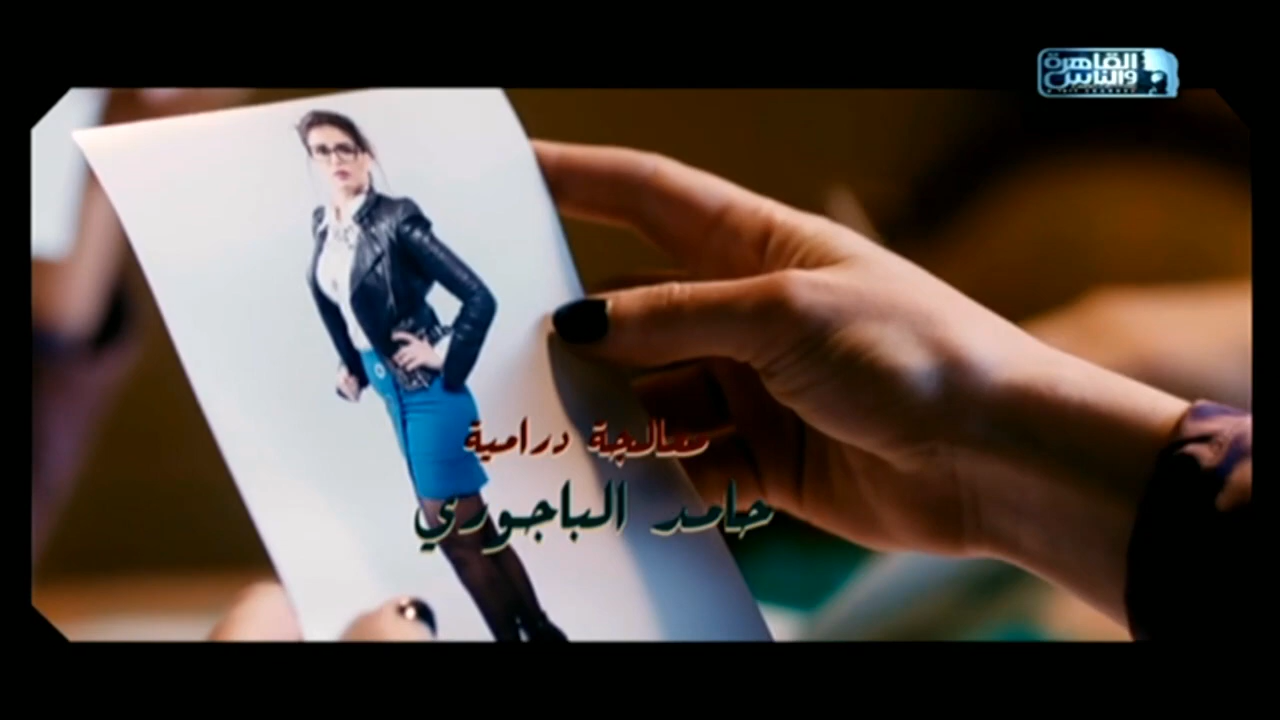 القاهرة
والناس
معالجة درامية
حامد الباجوري